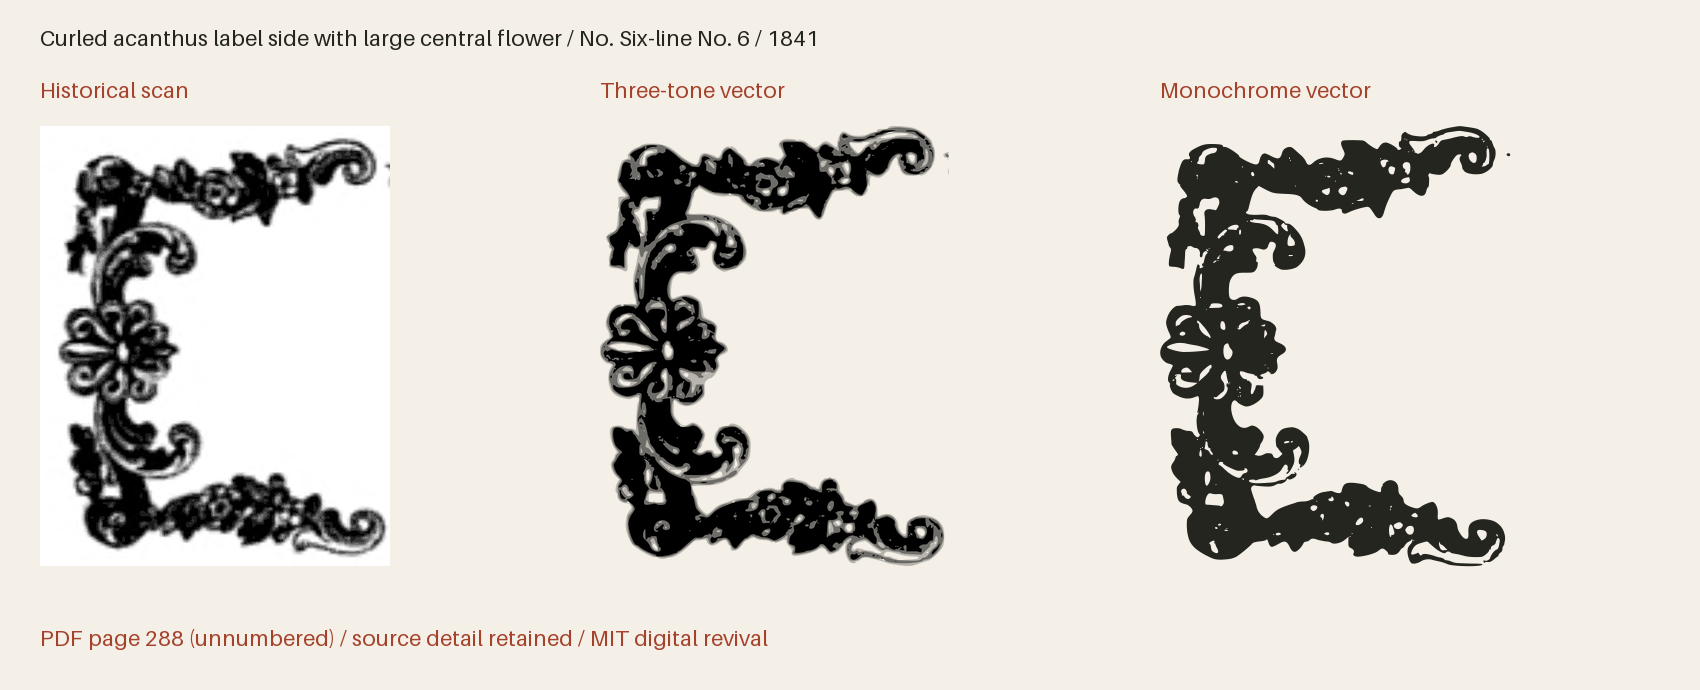 Curled acanthus label side with large central flower / No. Six-line No. 6 / 1841
Historical scan
Three-tone vector
Monochrome vector
PDF page 288 (unnumbered) / source detail retained / MIT digital revival